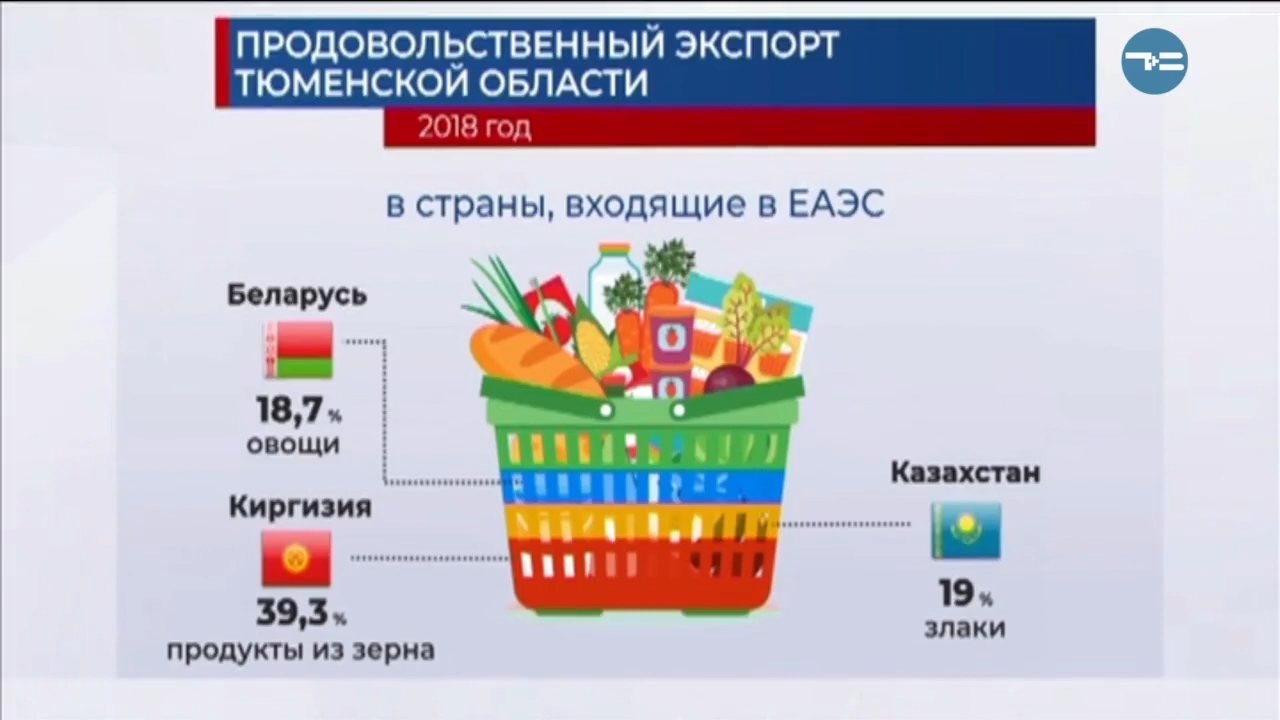 ПРОДОВОЛЬСТВЕННЫЙ ЭКСПОРТ
ТЮМЕНСКОЙ ОБЛАСТИ
2018 год
в страны, входящие в ЕАЭС
Беларусь
18,7 %
овощи
Киргизия
39,3 %
продукты из зерна
Казахстан
19 %
злаки